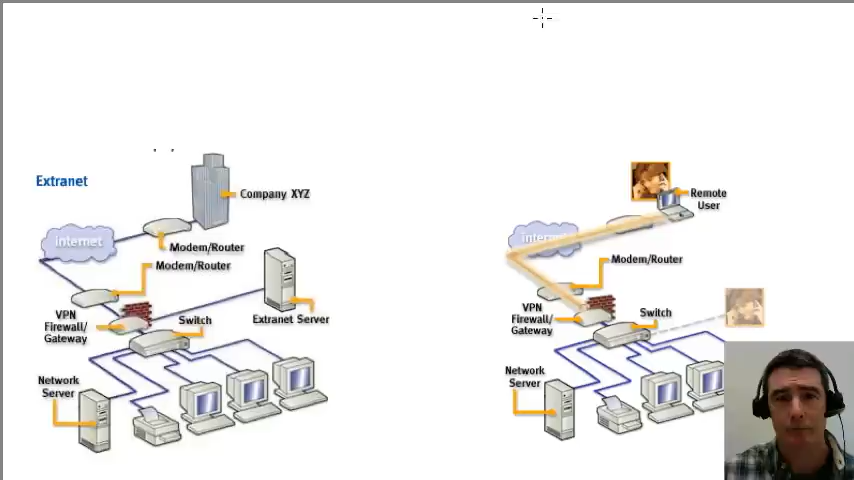 Extranet
Company XYZ
internet
Modem/Router
Modem/Router
VPN
Firewall/
Gateway
Switch
Extranet Server
Network
Server
Remote
User
internet
Modem/Router
VPN
Firewall/
Gateway
Switch
Network
Server